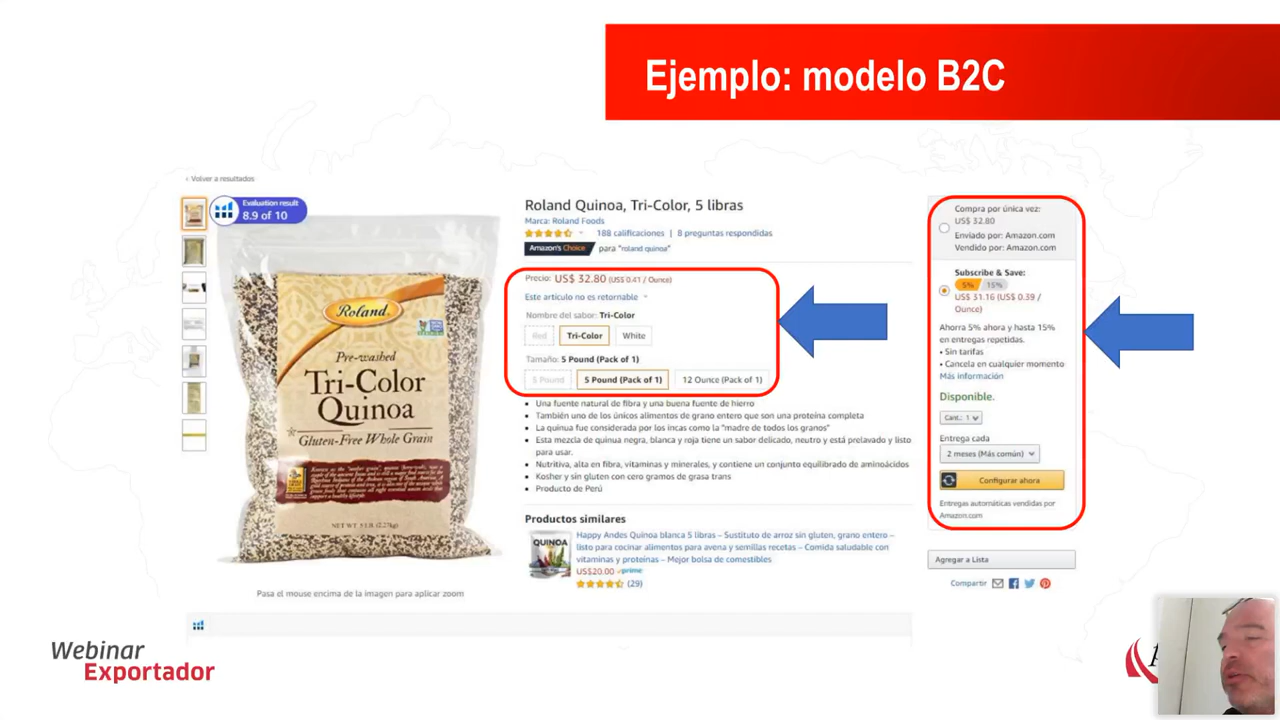 Ejemplo: modelo B2C
‹ Volver a resultados
Evaluation result
8.9 of 10
Roland
Pre-washed
Tri-Color
Quinoa
Gluten-Free Whole Grain
NET WT. 5 LB. (2.27kg)
Pasa el mouse encima de la imagen para aplicar zoom
Roland Quinoa, Tri-Color, 5 libras
Marca: Roland Foods
188 calificaciones | 8 preguntas respondidas
Amazon's Choice para "roland quinoa"
Precio: US$ 32.80 (US$ 0.41 / Ounce)
Este artículo no es retornable
Nombre del sabor: Tri-Color
Red Tri-Color White
Tamaño: 5 Pound (Pack of 1)
5 Pound 5 Pound (Pack of 1) 12 Ounce (Pack of 1)
• Una fuente natural de fibra y una buena fuente de hierro
• También uno de los únicos alimentos de grano entero que son una proteína completa
• La quinua fue considerada por los incas como la "madre de todos los granos"
• Esta mezcla de quinua negra, blanca y roja tiene un sabor delicado, neutro y está prelavado y listo
para usar.
• Nutritiva, alta en fibra, vitaminas y minerales, y contiene un conjunto equilibrado de aminoácidos
• Kosher y sin gluten con cero gramos de grasa trans
• Producto de Perú
Productos similares
QUINOA
Happy Andes Quinoa blanca 5 libras – Sustituto de arroz sin gluten, grano entero –
listo para cocinar alimentos para avena y semillas recetas – Comida saludable con
vitaminas y proteínas – Mejor bolsa de comestibles
US$20.00 prime
(29)
Compra por única vez:
US$ 32.80
Enviado por: Amazon.com
Vendido por: Amazon.com
Subscribe & Save:
5% 15%
US$ 31.16 (US$ 0.39 /
Ounce)
Ahorra 5% ahora y hasta 15%
en entregas repetidas.
• Sin tarifas
• Cancela en cualquier momento
Más información
Disponible.
Cant.: 1
Entrega cada
2 meses (Más común)
Configurar ahora
Entregas automáticas vendidas por
Amazon.com
Agregar a Lista
Compartir
Webinar
Exportador